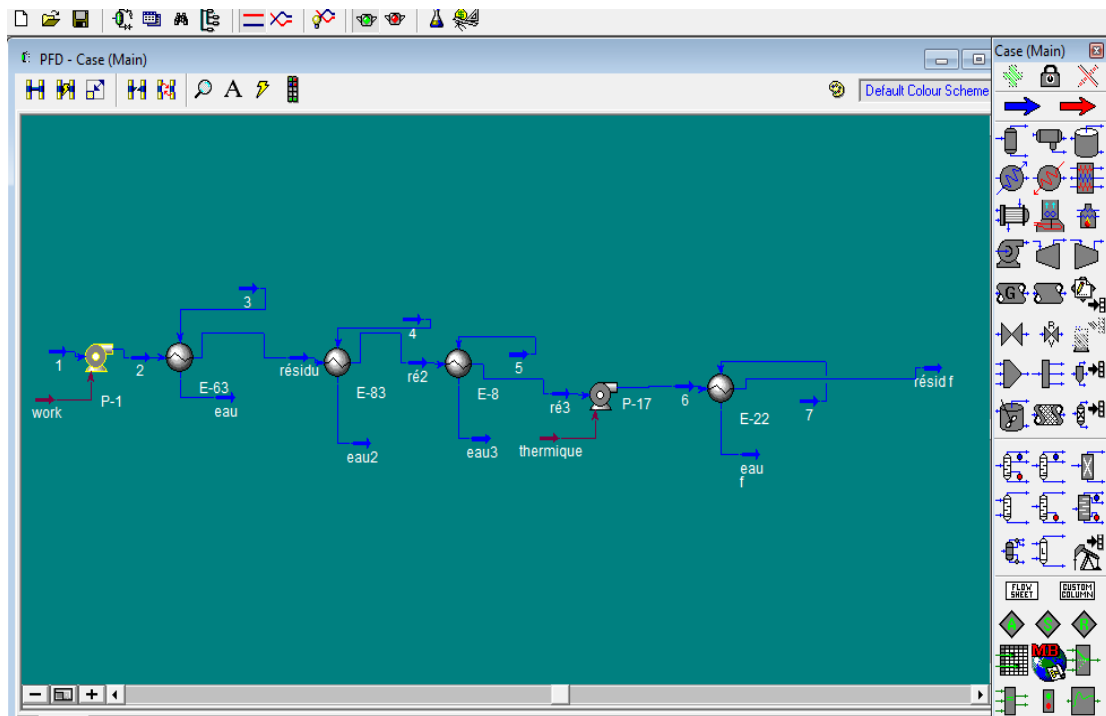 PFD - Case (Main)
Case (Main)
A
Default Colour Scheme
3
4
5
1
2
résidu
ré2
ré3
6
7
résid f
work
P-1
E-63
eau
E-83
E-8
P-17
E-22
eau2
eau3
thermique
eau
f
G
R
FLOW
SHEET
CUSTOM
COLUMN
A
S
R
MB